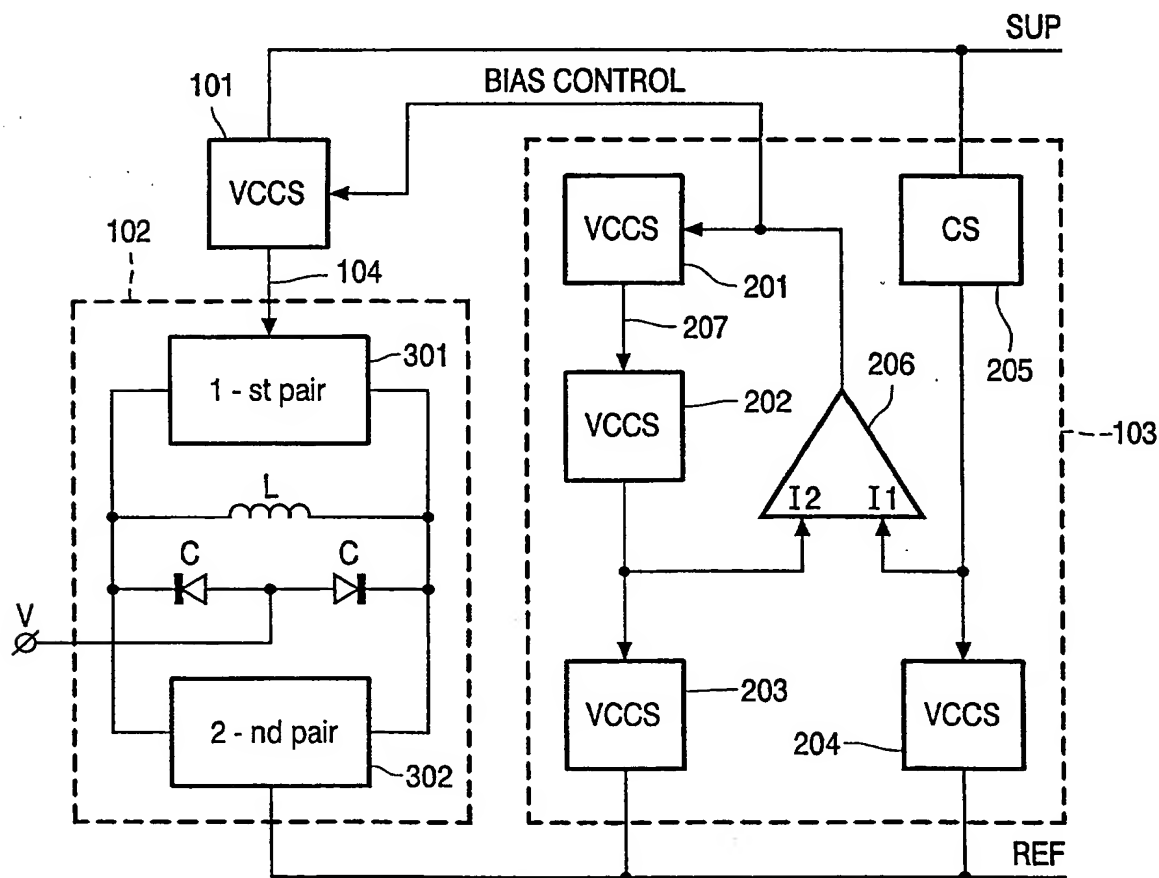 SUP
BIAS CONTROL
101
VCCS
VCCS
CS
102
104
201
207
205
301
1 - st pair
202
VCCS
206
103
L
I2 I1
C C
V
203
VCCS
VCCS
204
2 - nd pair
302
REF